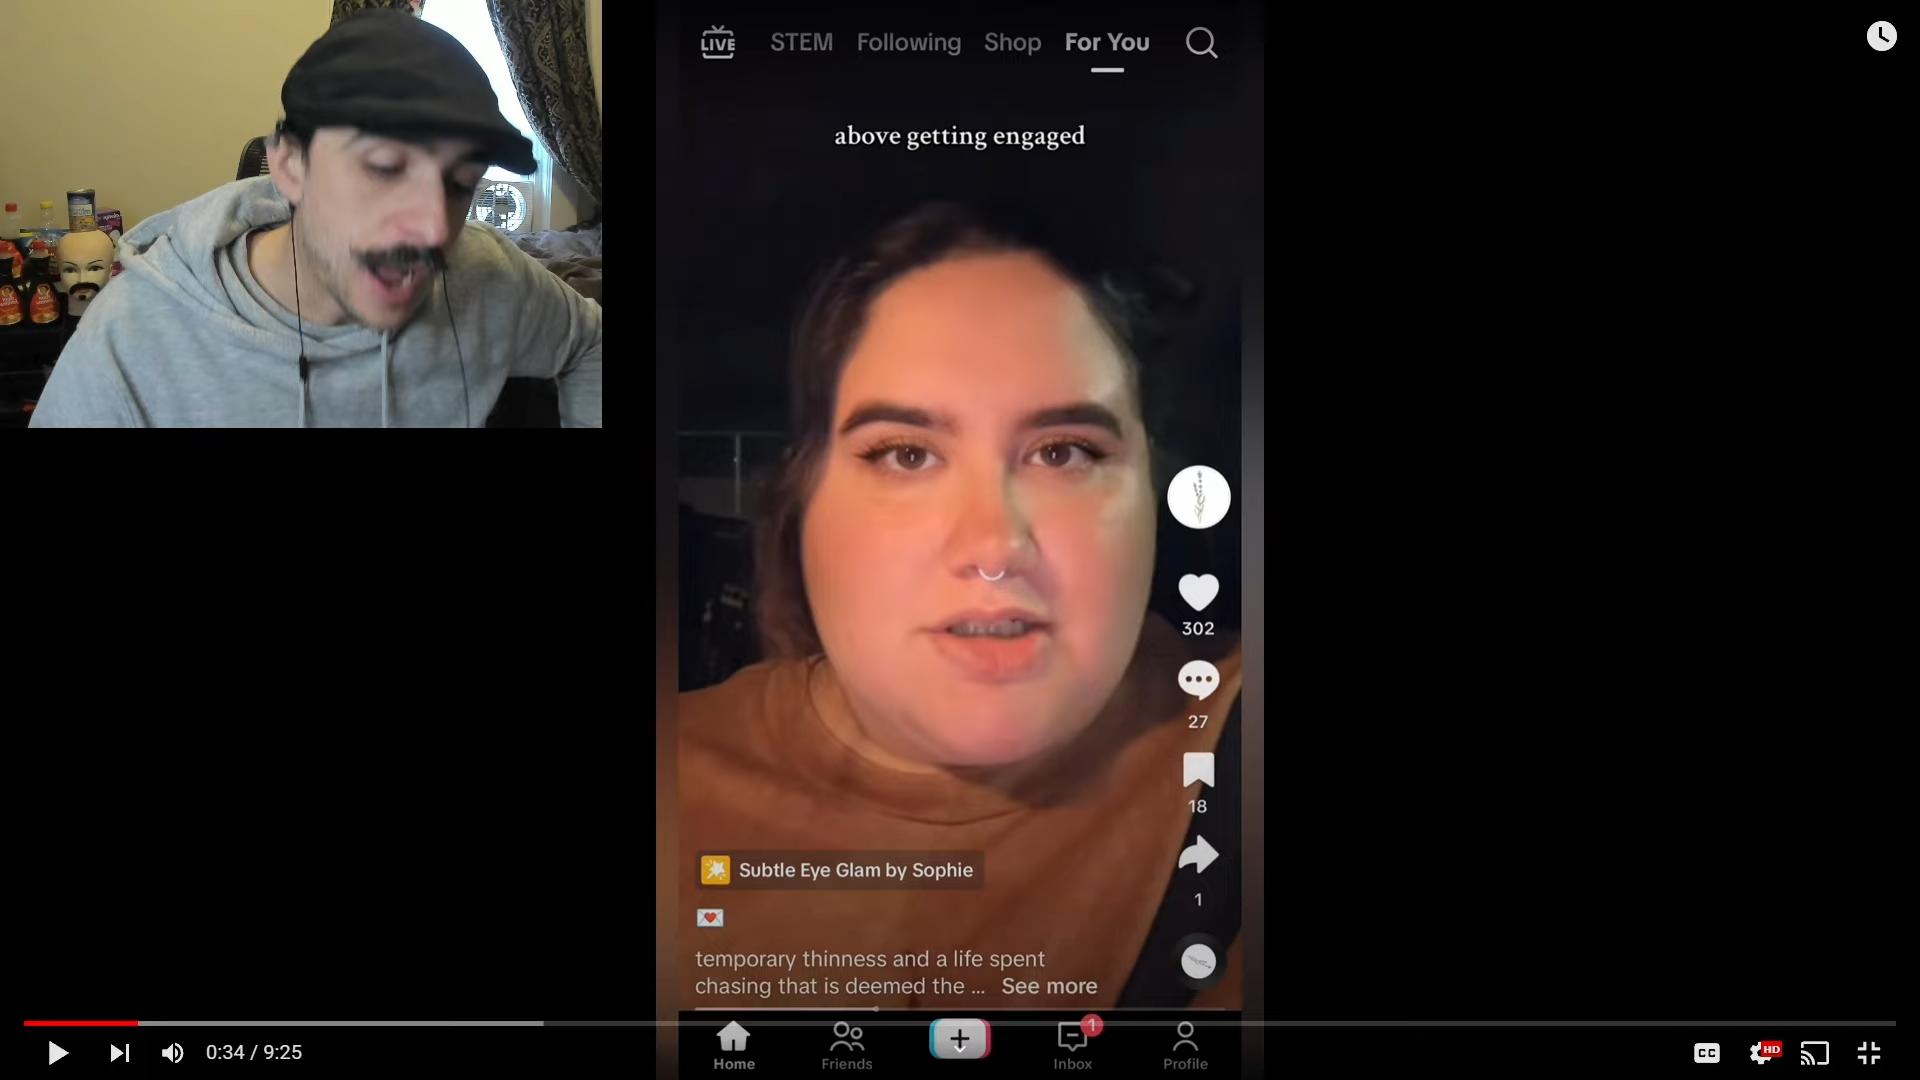 LIVE
STEM
Following
Shop
For You
above getting engaged
302
27
18
1
Subtle Eye Glam by Sophie
temporary thinness and a life spent
chasing that is deemed the ... See more
Home
Friends
1
Inbox
Profile
0:34 / 9:25
CC
HD